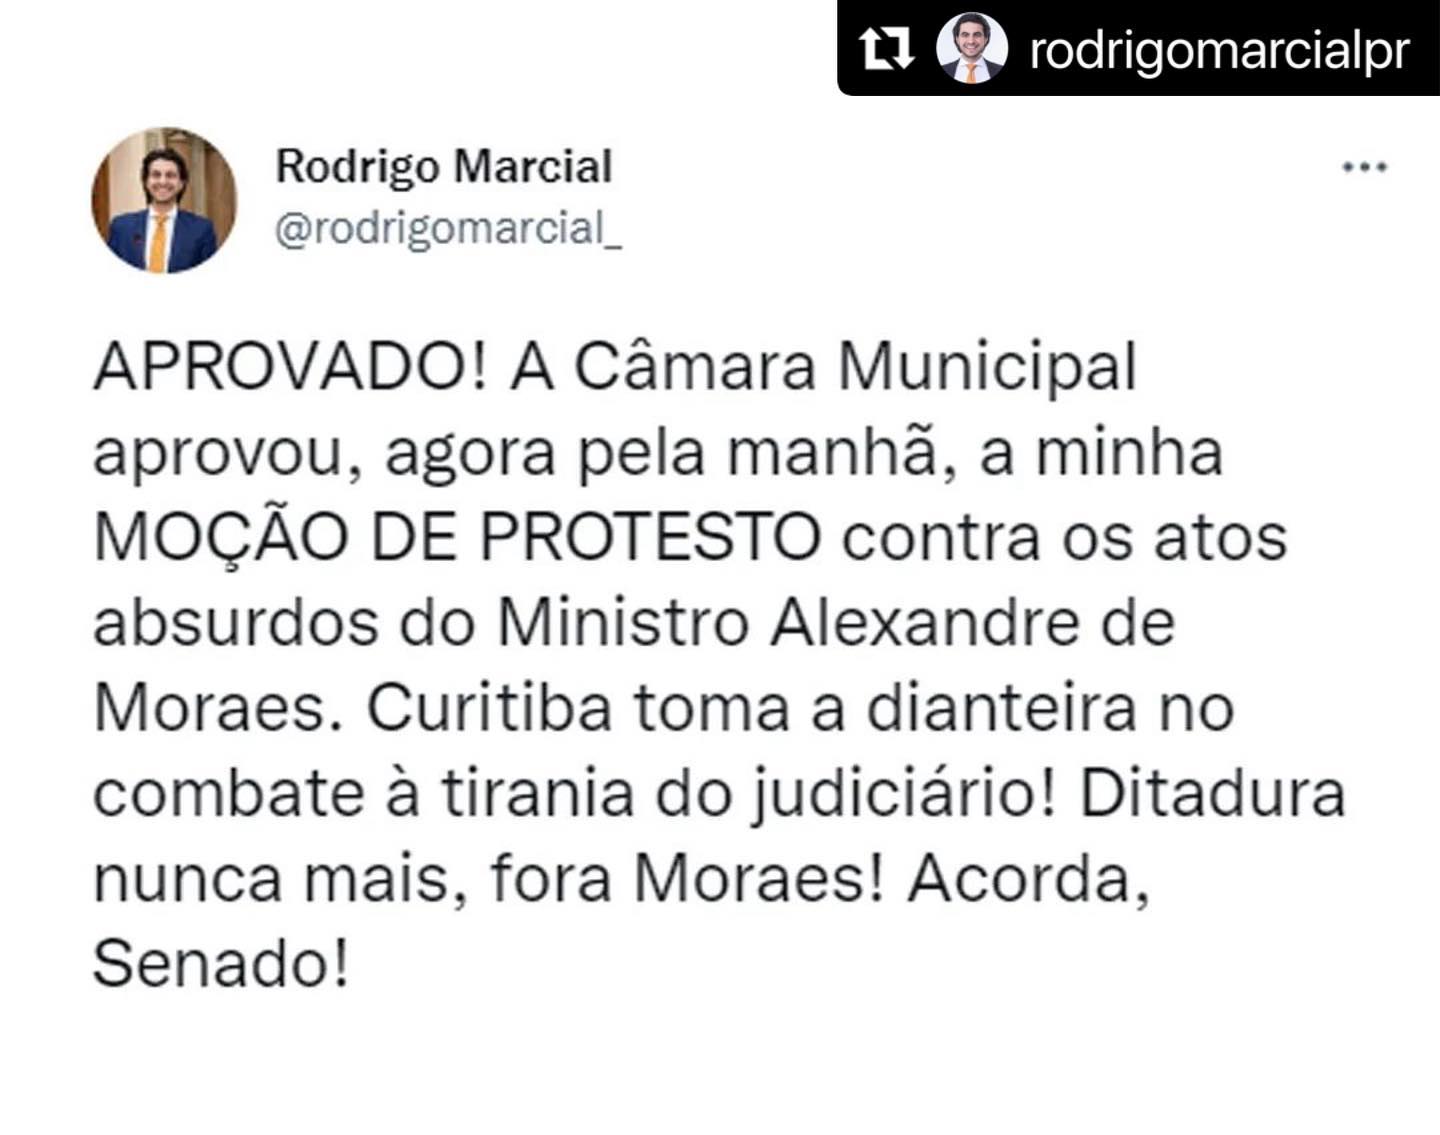 rodrigomarcialpr
Rodrigo Marcial
@rodrigomarcial_
APROVADO! A Câmara Municipal
aprovou, agora pela manhã, a minha
MOÇÃO DE PROTESTO contra os atos
absurdos do Ministro Alexandre de
Moraes. Curitiba toma a dianteira no
combate à tirania do judiciário! Ditadura
nunca mais, fora Moraes! Acorda,
Senado!